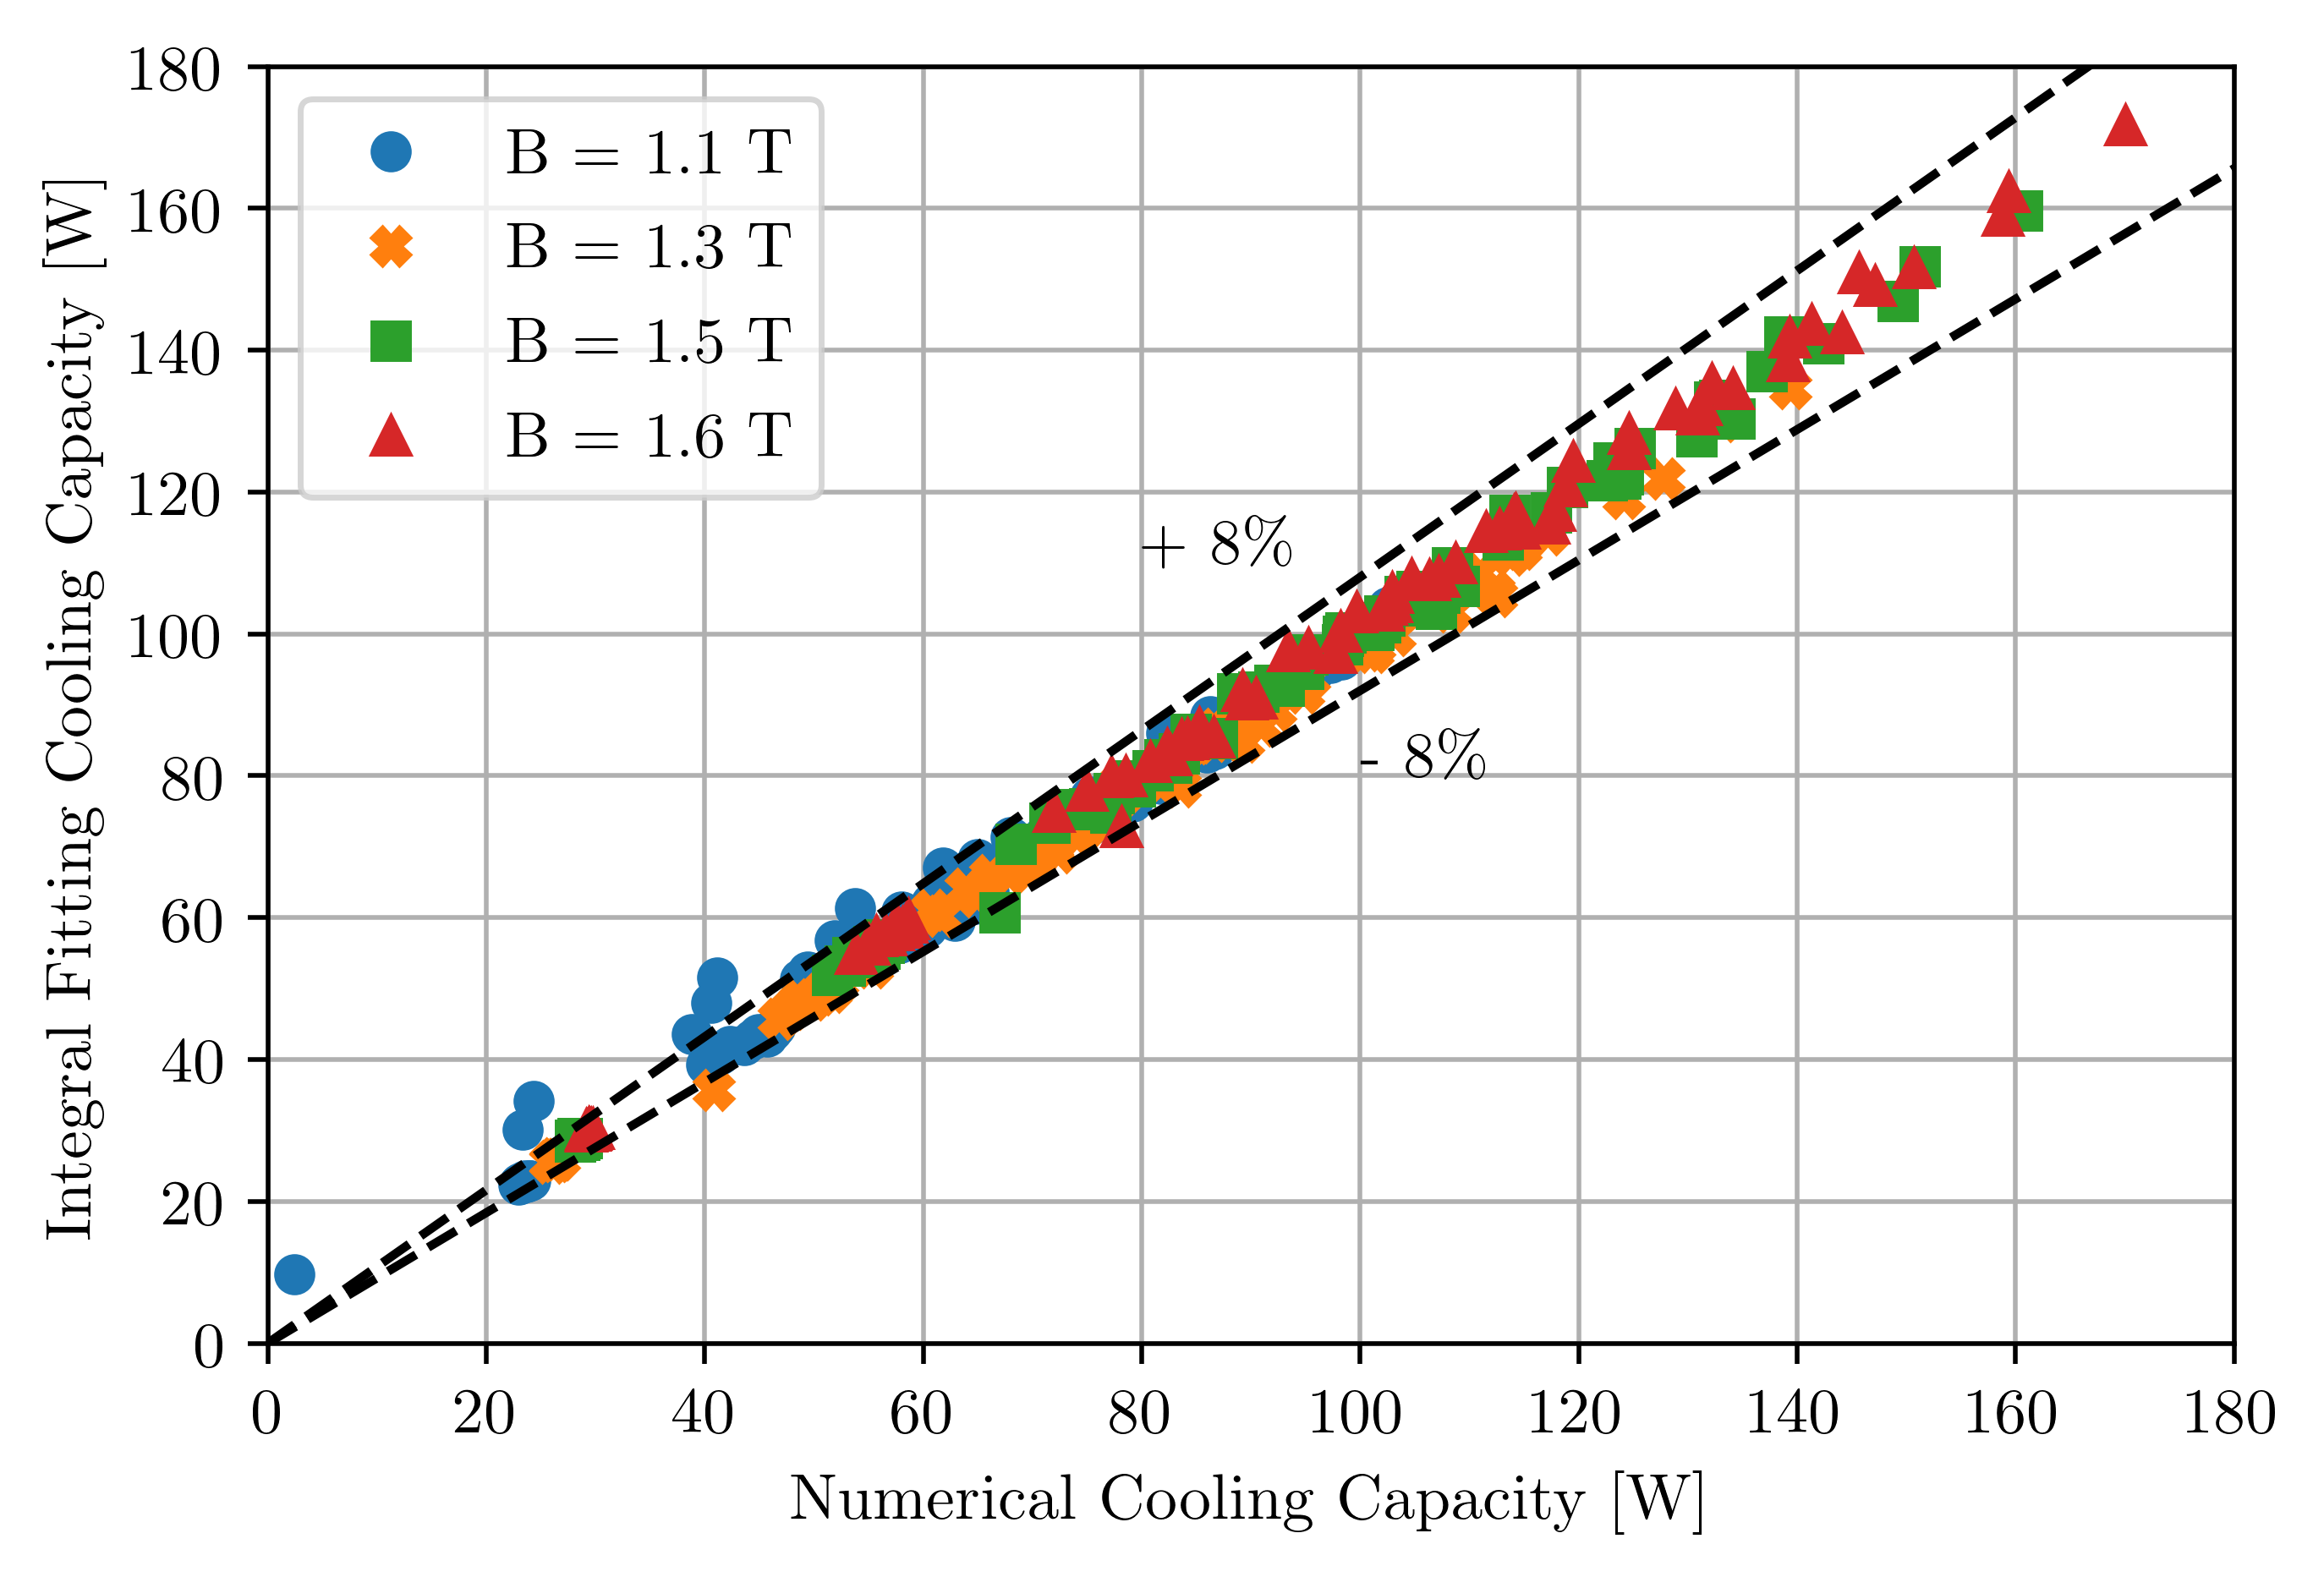 180
160
140
120
100
80
60
40
20
0
Integral Fitting Cooling Capacity [W]
B = 1.1 T
B = 1.3 T
B = 1.5 T
B = 1.6 T
+ 8%
- 8%
0 20 40 60 80 100 120 140 160 180
Numerical Cooling Capacity [W]